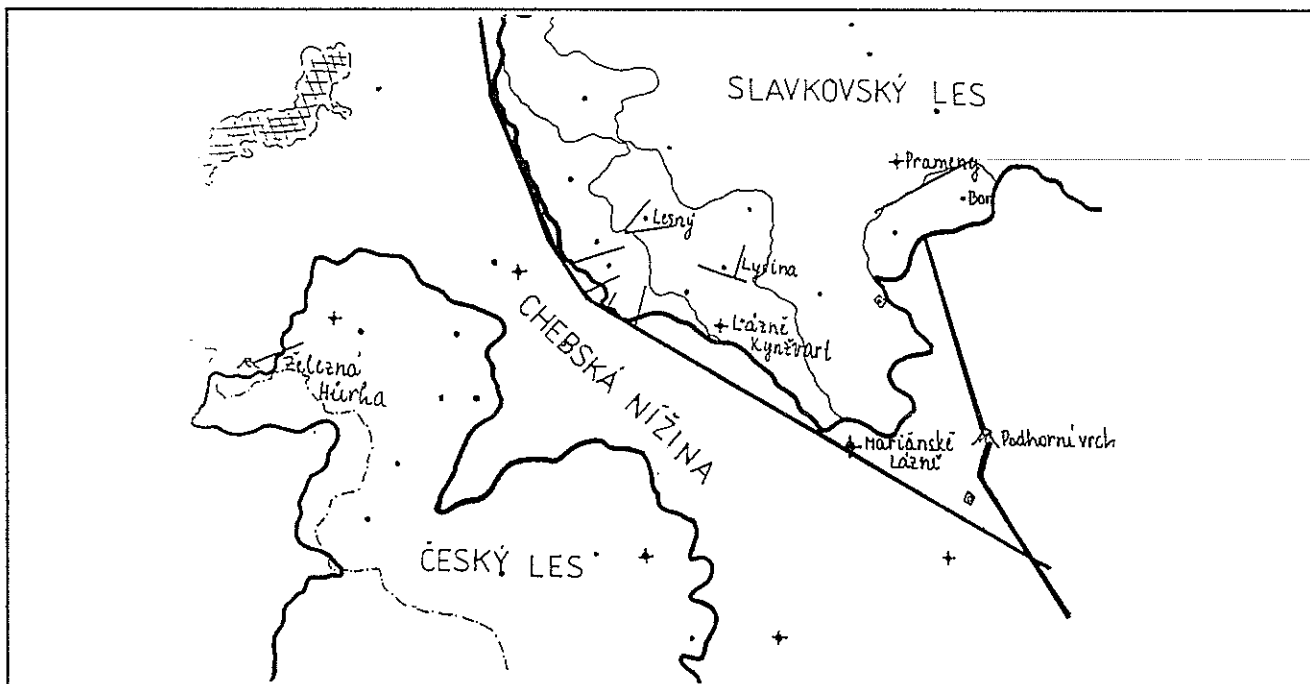 SLAVKOVSKÝ LES
Prameny
Bor
Lesný
Lysina
Lázně
Kynžvart
CHEBSKÁ NÍŽINA
Železná
Hůrka
Mariánské
Lázně
Podhorní vrch
ČESKÝ LES